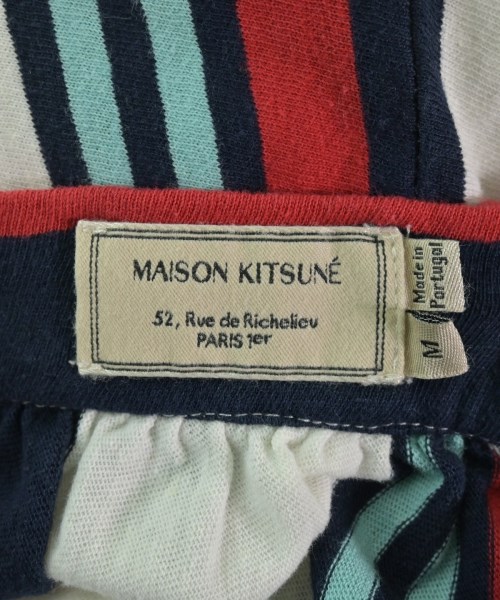 MAISON KITSUNÉ
52, Rue de Richelieu
PARIS 1er
Made in
Portugal
M